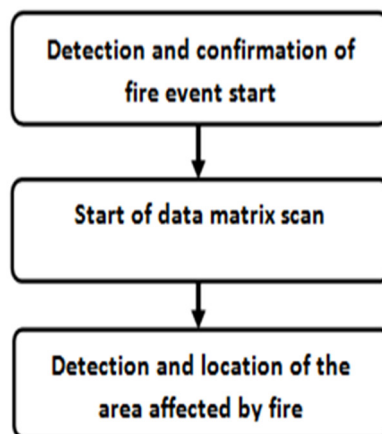 Detection and confirmation of
fire event start
Start of data matrix scan
Detection and location of the
area affected by fire